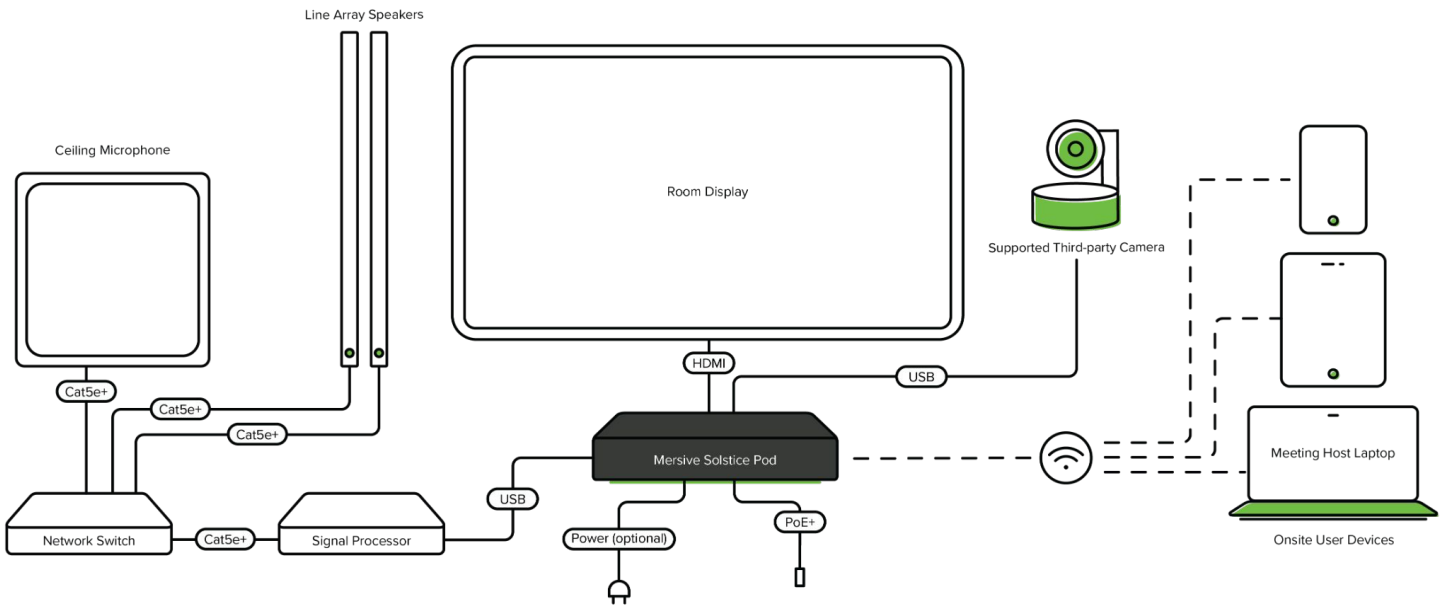 Line Array Speakers
Ceiling Microphone
Room Display
Supported Third-party Camera
HDMI
USB
Cat5e+
Cat5e+
Cat5e+
Mersive Solstice Pod
Meeting Host Laptop
USB
PoE+
Network Switch
Cat5e+
Signal Processor
Power (optional)
Onsite User Devices